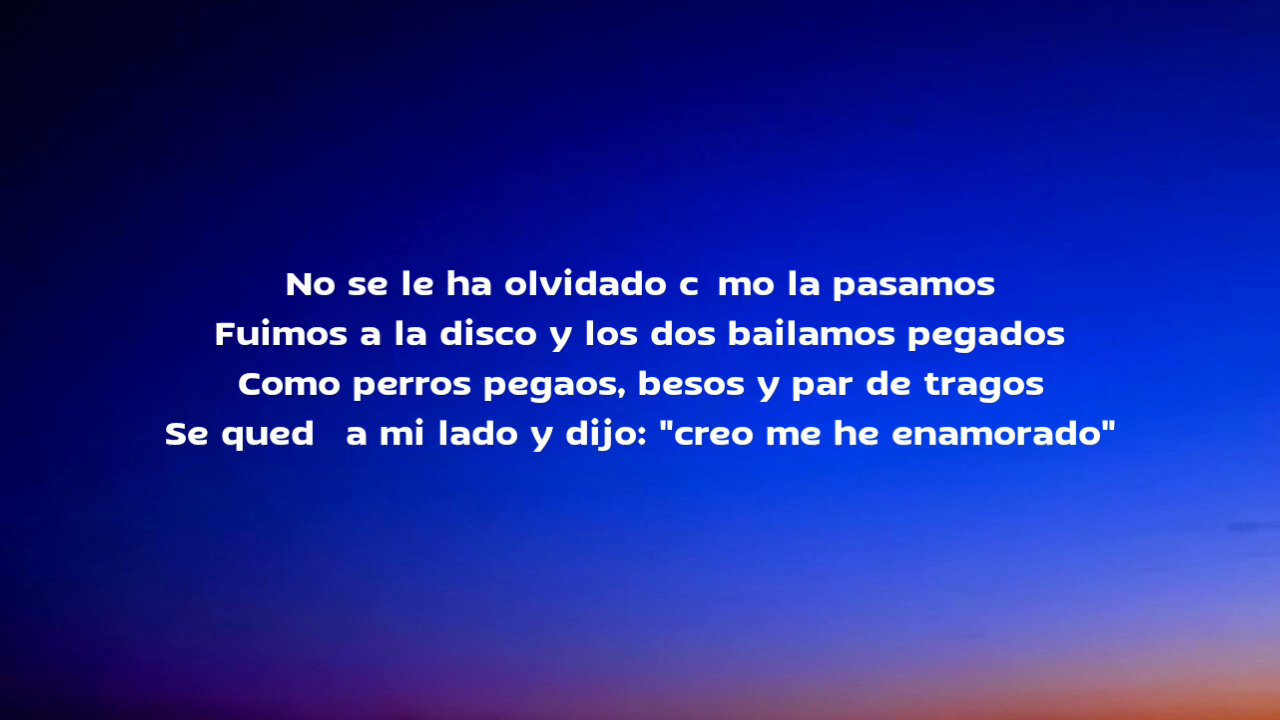 No se le ha olvidado c mo la pasamos
Fuimos a la disco y los dos bailamos pegados
Como perros pegaos, besos y par de tragos
Se qued a mi lado y dijo: "creo me he enamorado"